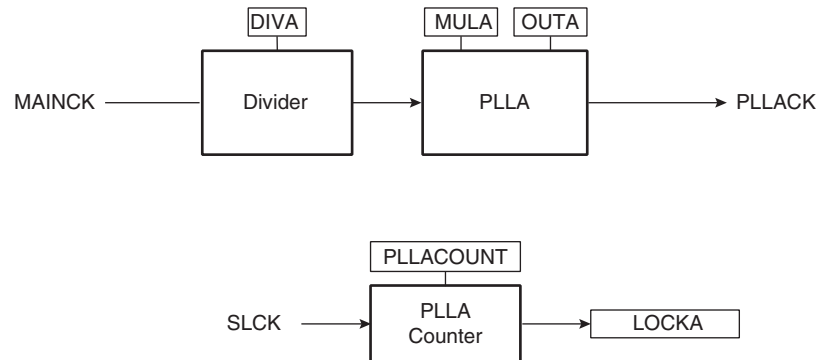 DIVA
MULA
OUTA
MAINCK
Divider
PLLA
PLLACK
PLLACOUNT
SLCK
PLLA
Counter
LOCKA